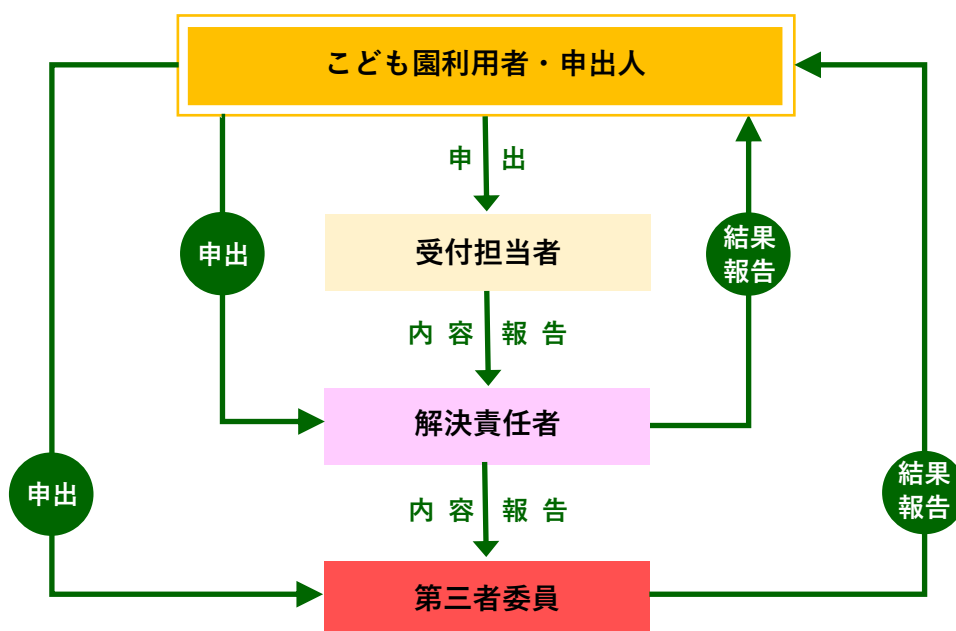 こども園利用者・申出人
申 出
申出
受付担当者
結果
報告
内 容 報 告
解決責任者
申出
内 容 報 告
結果
報告
第三者委員